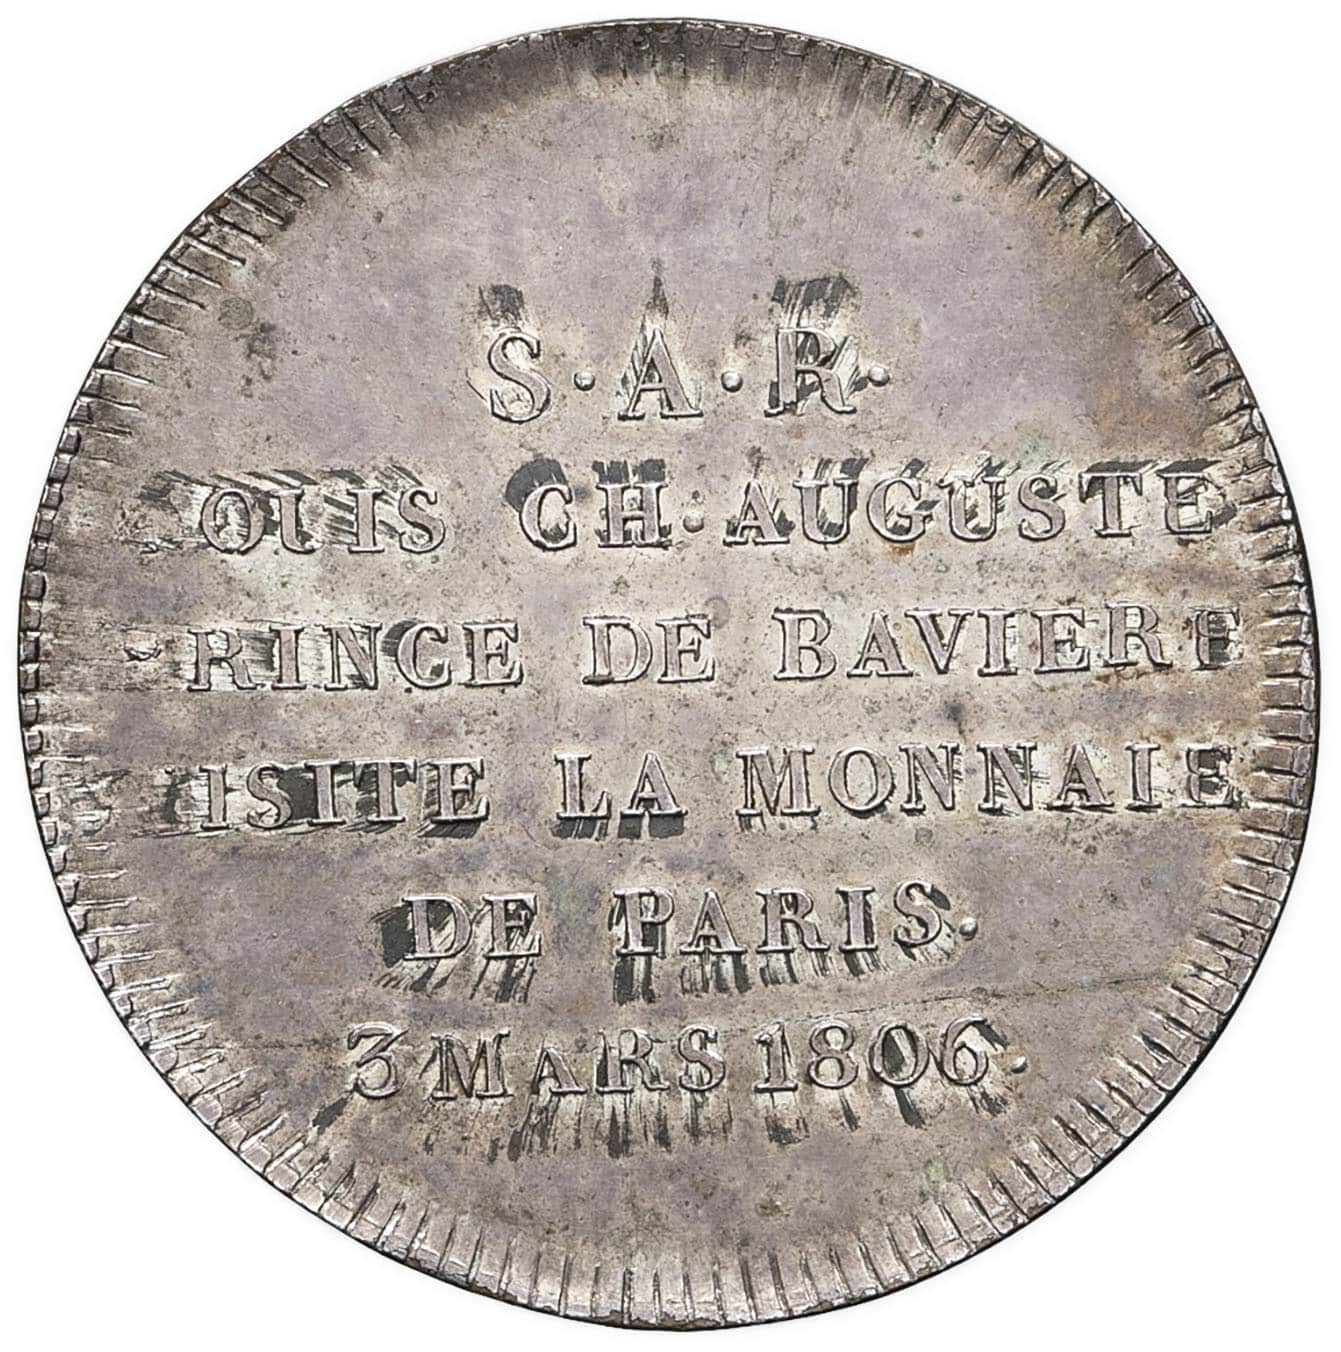 S.A.R.
OUIS CH. AUGUSTE
RINCE DE BAVIERE
ISITE LA MONNAIE
DE PARIS.
3 MARS 1806.